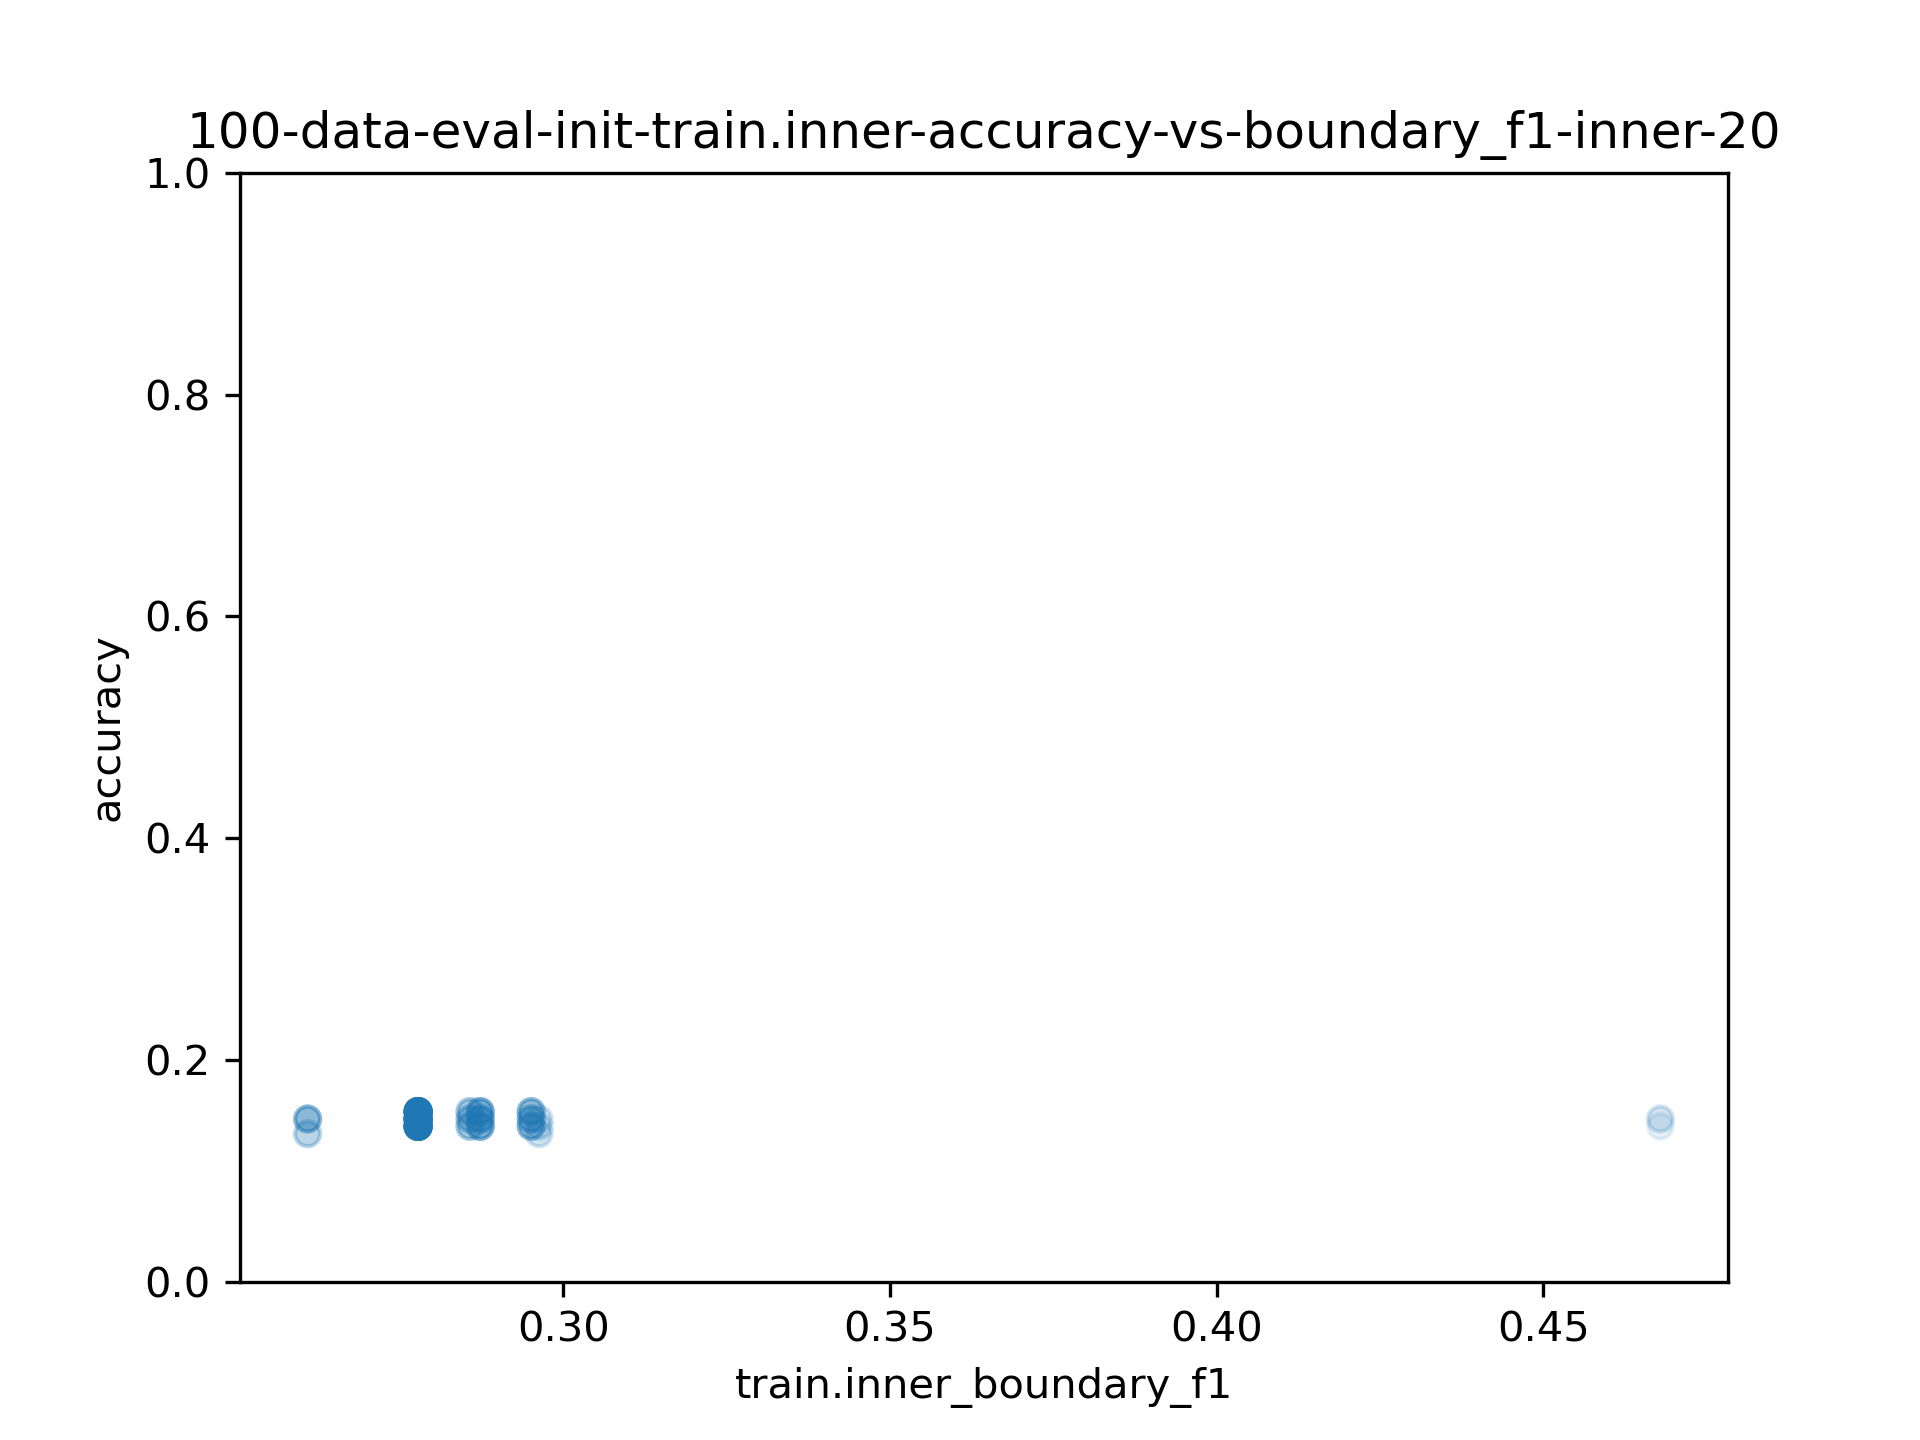 100-data-eval-init-train.inner-accuracy-vs-boundary_f1-inner-20
1.0
0.8
0.6
0.4
0.2
0.0
accuracy
0.30 0.35 0.40 0.45
train.inner_boundary_f1